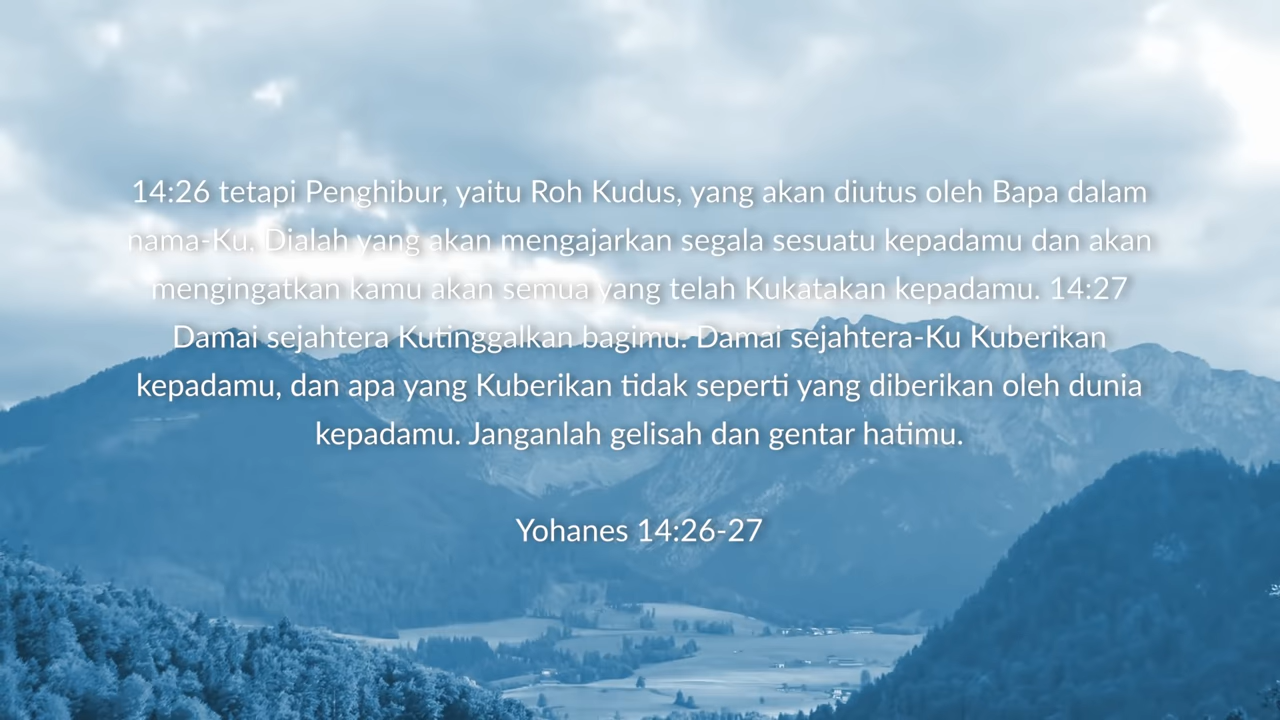 14:26 tetapi Penghibur, yaitu Roh Kudus, yang akan diutus oleh Bapa dalam
nama-Ku, Dialah yang akan mengajarkan segala sesuatu kepadamu dan akan
mengingatkan kamu akan semua yang telah Kukatakan kepadamu. 14:27
Damai sejahtera Kutinggalkan bagimu. Damai sejahtera-Ku Kuberikan
kepadamu, dan apa yang Kuberikan tidak seperti yang diberikan oleh dunia
kepadamu. Janganlah gelisah dan gentar hatimu.
Yohanes 14:26-27